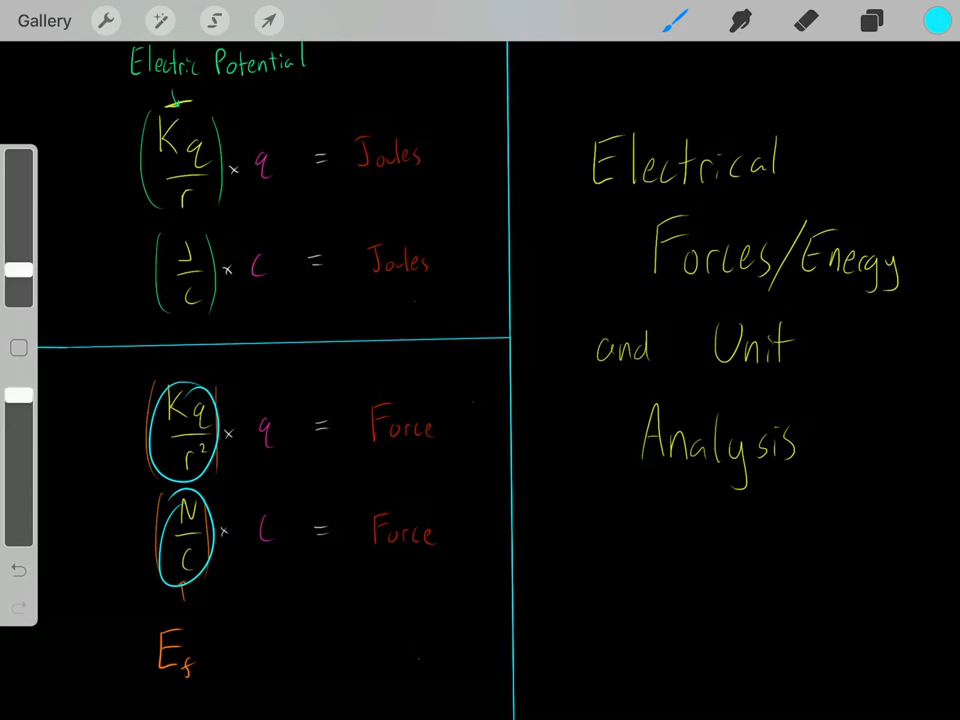 Gallery
Electric Potential
(Kq/r) × q = Joules
(J/C) × C = Joules
(Kq/r²) × q = Force
(N/C) × C = Force
Ef
Electrical
Forces/Energy
and Unit
Analysis